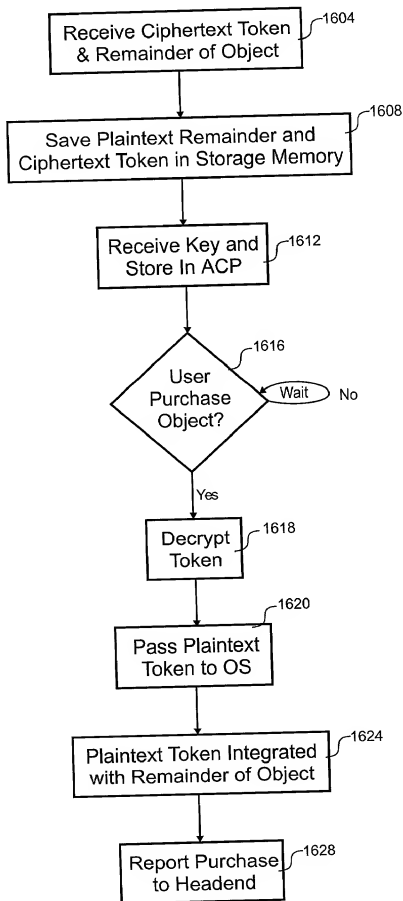 Receive Ciphertext Token
& Remainder of Object
1604
Save Plaintext Remainder and
Ciphertext Token in Storage Memory
1608
Receive Key and
Store In ACP
1612
1616
User
Purchase
Object?
Wait
No
Yes
Decrypt
Token
1618
1620
Pass Plaintext
Token to OS
Plaintext Token Integrated
with Remainder of Object
1624
Report Purchase
to Headend
1628